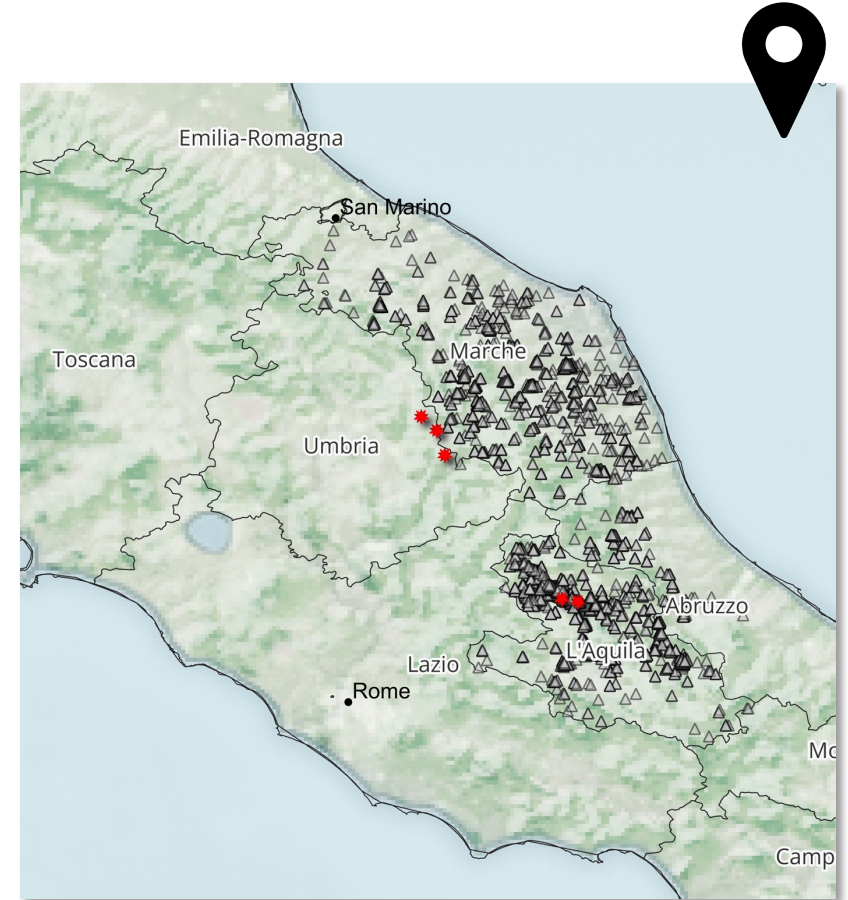 Emilia-Romagna
San Marino
Toscana
Marche
Umbria
Abruzzo
L'Aquila
Lazio
Rome
Mo
Camp